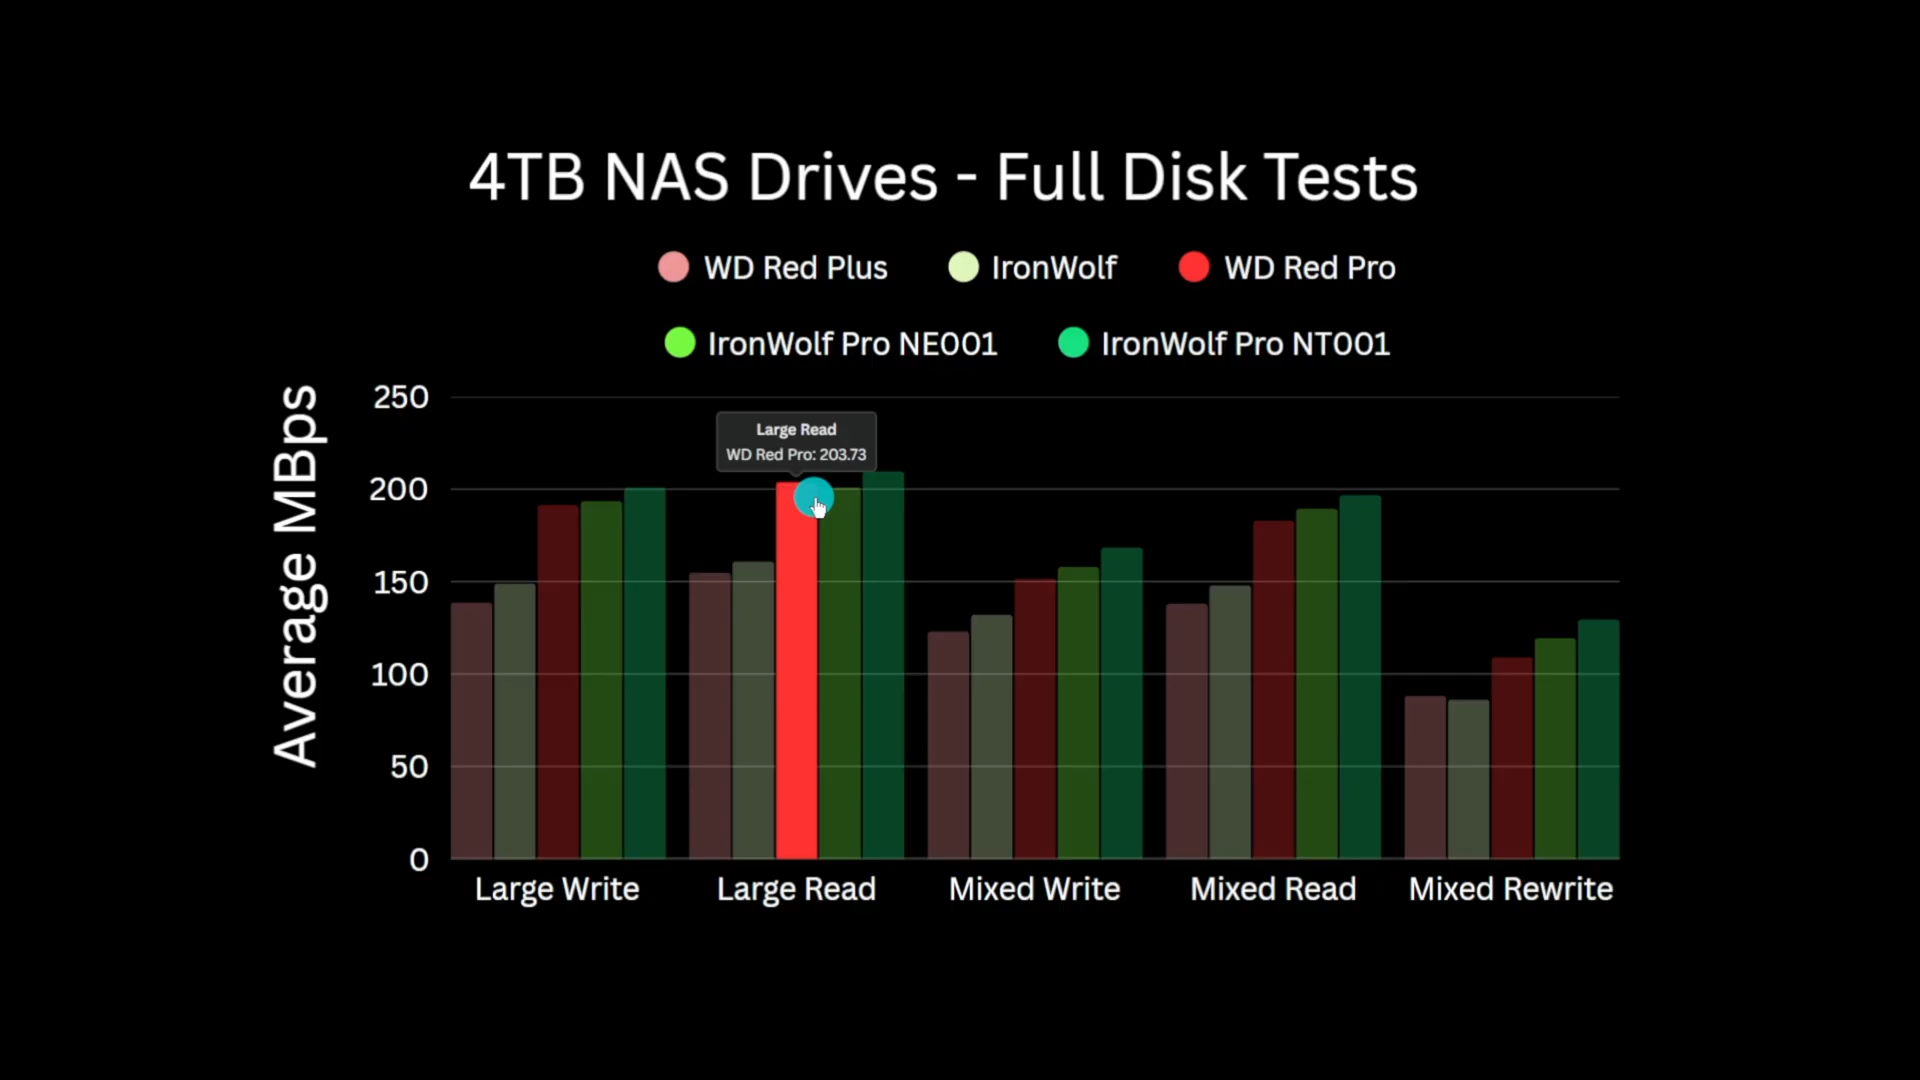 4TB NAS Drives - Full Disk Tests
WD Red Plus
IronWolf
WD Red Pro
IronWolf Pro NE001
IronWolf Pro NT001
Average MBps
250
200
150
100
50
0
Large Read
WD Red Pro: 203.73
Large Write
Large Read
Mixed Write
Mixed Read
Mixed Rewrite